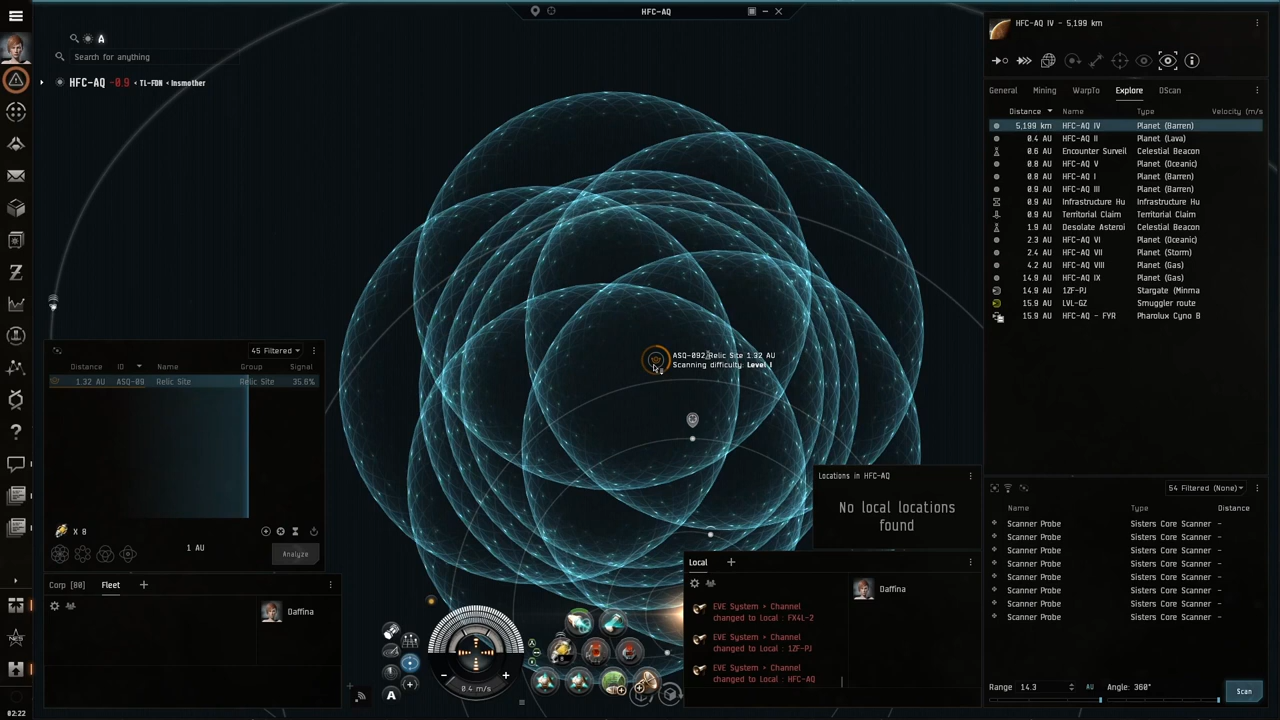 HFC-AQ
A
Search for anything
HFC-AQ -0.9 < TL-FDN < Insmother
45 Filtered
Distance ID Name Group Signal
1.32 AU ASQ-09 Relic Site Relic Site 35.6%
X 8
1 AU
Analyze
Corp [80] Fleet
Daffina
ASQ-092 Relic Site 1.32 AU
Scanning difficulty: Level I
0.4 m/s
A
02:22
Locations in HFC-AQ
No local locations
found
Local
EVE System > Channel
changed to Local : FX4L-2
EVE System > Channel
changed to Local : 1ZF-PJ
EVE System > Channel
changed to Local : HFC-AQ
Daffina
HFC-AQ IV - 5,199 km
General Mining WarpTo Explore DScan
Distance Name Type Velocity (m/s
5,199 km HFC-AQ IV Planet (Barren)
0.4 AU HFC-AQ II Planet (Lava)
0.6 AU Encounter Surveil Celestial Beacon
0.8 AU HFC-AQ V Planet (Oceanic)
0.8 AU HFC-AQ I Planet (Barren)
0.9 AU HFC-AQ III Planet (Barren)
0.9 AU Infrastructure Hu Infrastructure Hu
0.9 AU Territorial Claim Territorial Claim
1.9 AU Desolate Asteroi Celestial Beacon
2.3 AU HFC-AQ VI Planet (Oceanic)
2.4 AU HFC-AQ VII Planet (Storm)
4.2 AU HFC-AQ VIII Planet (Gas)
14.9 AU HFC-AQ IX Planet (Gas)
14.9 AU 1ZF-PJ Stargate (Minma
15.9 AU LVL-GZ Smuggler route
15.9 AU HFC-AQ - FYR Pharolux Cyno B
54 Filtered (None)
Name Type Distance
Scanner Probe Sisters Core Scanner -
Scanner Probe Sisters Core Scanner -
Scanner Probe Sisters Core Scanner -
Scanner Probe Sisters Core Scanner -
Scanner Probe Sisters Core Scanner -
Scanner Probe Sisters Core Scanner -
Scanner Probe Sisters Core Scanner -
Scanner Probe Sisters Core Scanner -
Range 14.3 AU Angle: 360°
Scan